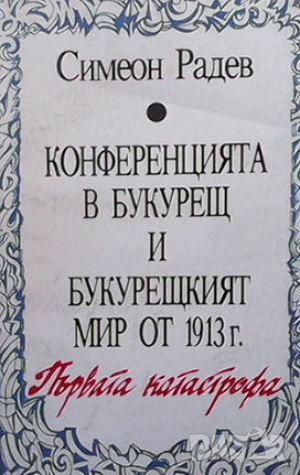 Симеон Радев
•
КОНФЕРЕНЦИЯТА
В БУКУРЕЩ
И
БУКУРЕЩКИЯТ
МИР ОТ 1913 г.
Първата катастрофа